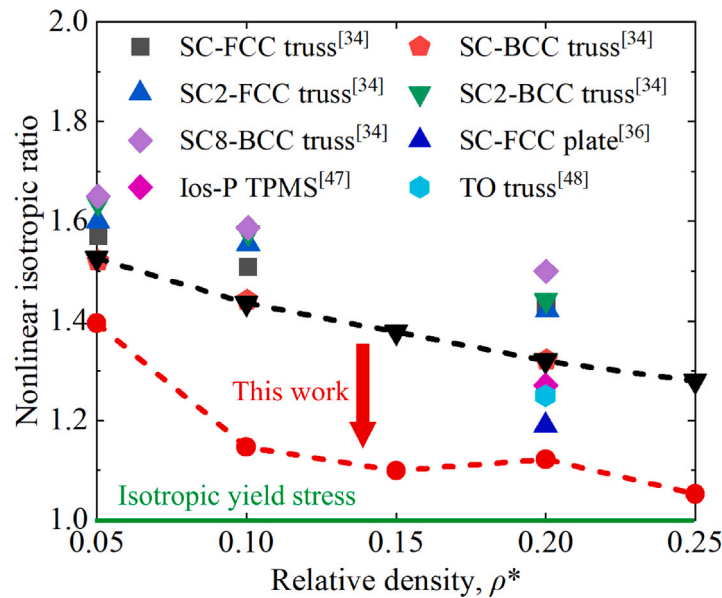 2.0
1.8
1.6
1.4
1.2
1.0
Nonlinear isotropic ratio
SC-FCC truss[34]
SC-BCC truss[34]
SC2-FCC truss[34]
SC2-BCC truss[34]
SC8-BCC truss[34]
SC-FCC plate[36]
Ios-P TPMS[47]
TO truss[48]
This work
Isotropic yield stress
0.05 0.10 0.15 0.20 0.25
Relative density, ρ*